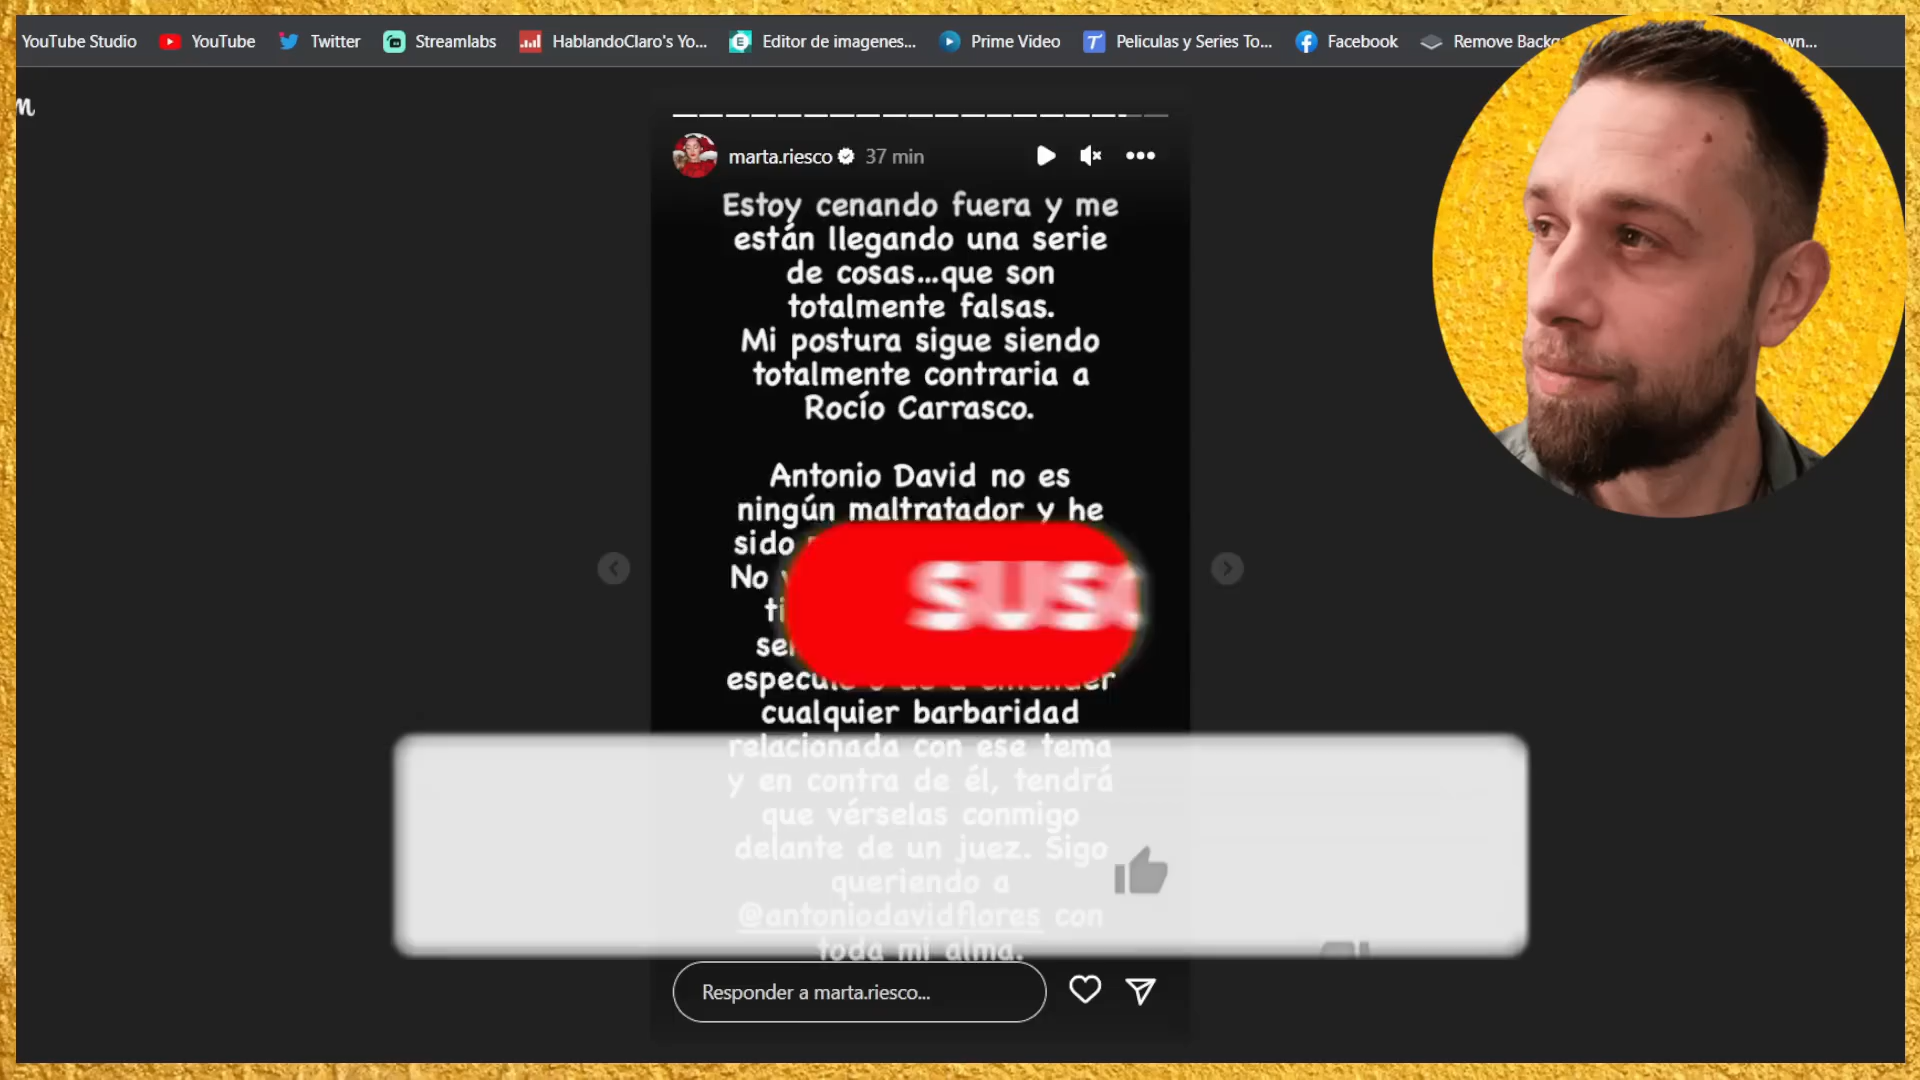 YouTube Studio YouTube Twitter Streamlabs HablandoClaro's Yo... Editor de imagenes... Prime Video Peliculas y Series To... Facebook Remove Backg own...
m
marta.riesco 37 min
Estoy cenando fuera y me
están llegando una serie
de cosas...que son
totalmente falsas.
Mi postura sigue siendo
totalmente contraria a
Rocío Carrasco.
Antonio David no es
ningún maltratador y he
sido
No
SUSC
cualquier barbaridad
relacionada con ese tema
y en contra de él, tendrá
que vérselas conmigo
delante de un juez. Sigo
queriendo a
@antoniodavidflores con
toda mi alma.
Responder a marta.riesco...